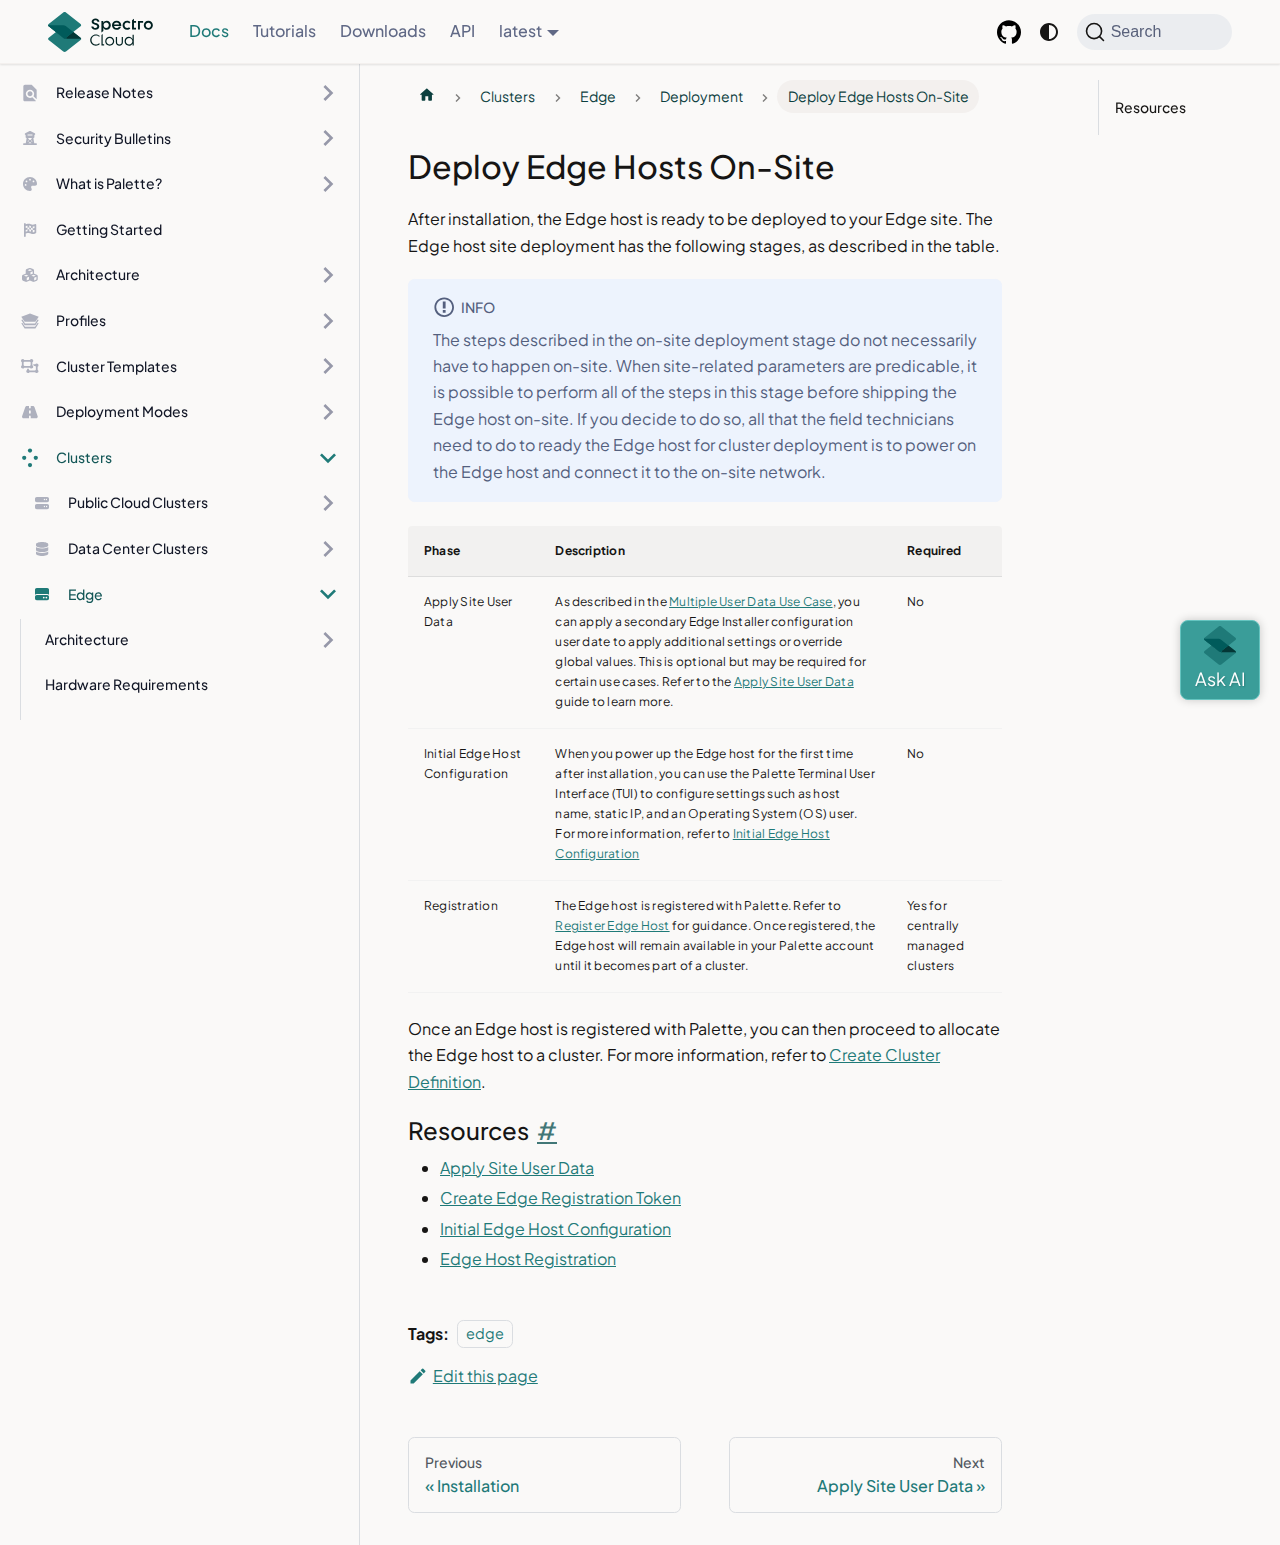 Spectro
Cloud
Docs
Tutorials
Downloads
API
latest
Search
Release Notes
Security Bulletins
What is Palette?
Getting Started
Architecture
Profiles
Cluster Templates
Deployment Modes
Clusters
Public Cloud Clusters
Data Center Clusters
Edge
Architecture
Hardware Requirements
Clusters
Edge
Deployment
Deploy Edge Hosts On-Site
Resources
Deploy Edge Hosts On-Site
After installation, the Edge host is ready to be deployed to your Edge site. The
Edge host site deployment has the following stages, as described in the table.
INFO
The steps described in the on-site deployment stage do not necessarily
have to happen on-site. When site-related parameters are predicable, it
is possible to perform all of the steps in this stage before shipping the
Edge host on-site. If you decide to do so, all that the field technicians
need to do to ready the Edge host for cluster deployment is to power on
the Edge host and connect it to the on-site network.
Phase Description Required
Apply Site User
Data
As described in the Multiple User Data Use Case, you
can apply a secondary Edge Installer configuration
user date to apply additional settings or override
global values. This is optional but may be required for
certain use cases. Refer to the Apply Site User Data
guide to learn more.
No
Initial Edge Host
Configuration
When you power up the Edge host for the first time
after installation, you can use the Palette Terminal User
Interface (TUI) to configure settings such as host
name, static IP, and an Operating System (OS) user.
For more information, refer to Initial Edge Host
Configuration
No
Registration
The Edge host is registered with Palette. Refer to
Register Edge Host for guidance. Once registered, the
Edge host will remain available in your Palette account
until it becomes part of a cluster.
Yes for
centrally
managed
clusters
Once an Edge host is registered with Palette, you can then proceed to allocate
the Edge host to a cluster. For more information, refer to Create Cluster
Definition.
Resources #
Apply Site User Data
Create Edge Registration Token
Initial Edge Host Configuration
Edge Host Registration
Tags: edge
Edit this page
Previous
« Installation
Next
Apply Site User Data »
Ask AI